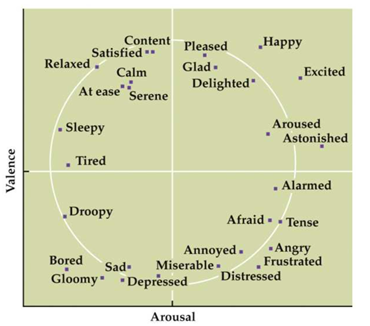 Content
Satisfied
Pleased
Happy
Relaxed
Glad
Calm
Delighted
Excited
At ease
Serene
Sleepy
Aroused
Astonished
Tired
Valence
Alarmed
Droopy
Afraid
Tense
Annoyed
Angry
Bored
Sad
Miserable
Frustrated
Gloomy
Depressed
Distressed
Arousal